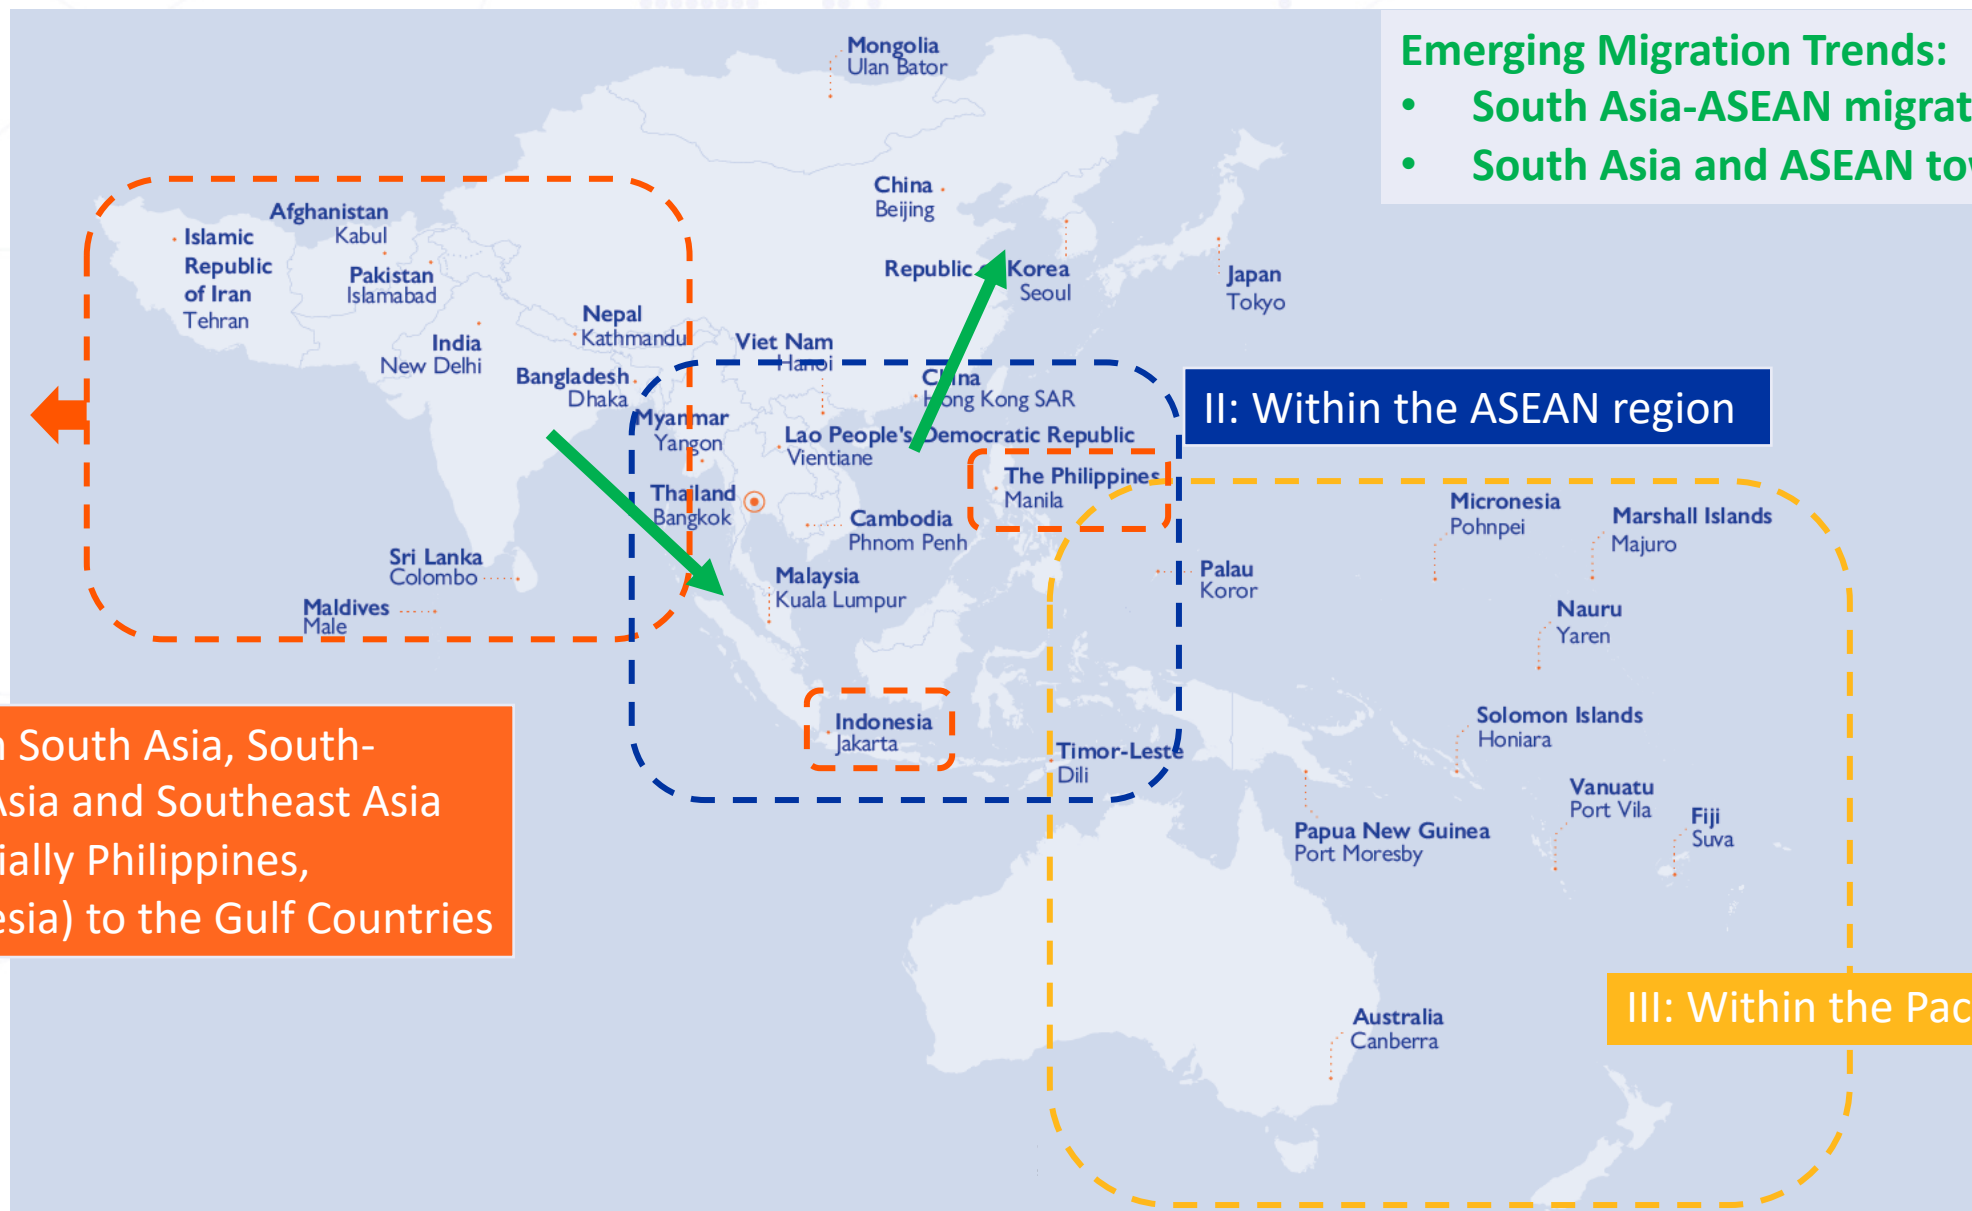 Emerging Migration Trends:
• South Asia-ASEAN
• South Asia and ASEAN
Mongolia
Ulan Bator
China
Beijing
Afghanistan
Kabul
Islamic
Republic
of Iran
Tehran
Pakistan
Islamabad
Republic Korea
Seoul
Japan
Tokyo
Nepal
Kathmandu
India
New Delhi
Viet Nam
Hanoi
Bangladesh
Dhaka
China
Hong Kong SAR
II: Within the ASEAN region
Myanmar
Yangon
Lao People's Democratic Republic
Vientiane
The Philippines
Manila
Thailand
Bangkok
Cambodia
Phnom Penh
Micronesia
Pohnpei
Marshall Islands
Majuro
Sri Lanka
Colombo
Malaysia
Kuala Lumpur
Palau
Koror
Maldives
Male
Nauru
Yaren
Indonesia
Jakarta
Timor-Leste
Dili
Solomon Islands
Honiara
South Asia, South-
Asia and Southeast Asia
Philippines,
to the Gulf Countries
Vanuatu
Port Vila
Fiji
Suva
Papua New Guinea
Port Moresby
III: Within the
Australia
Canberra